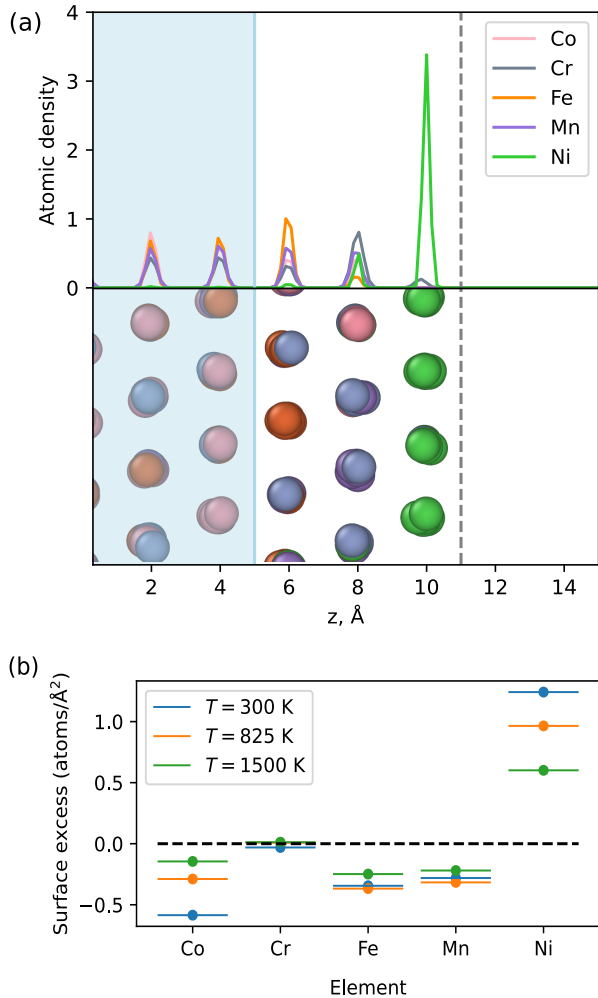 (a)
Atomic density
4
3
2
1
0
Co
Cr
Fe
Mn
Ni
2 4 6 8 10 12 14
z, Å
(b)
Surface excess (atoms/Å²)
1.0
0.5
0.0
−0.5
T = 300 K
T = 825 K
T = 1500 K
Co Cr Fe Mn Ni
Element